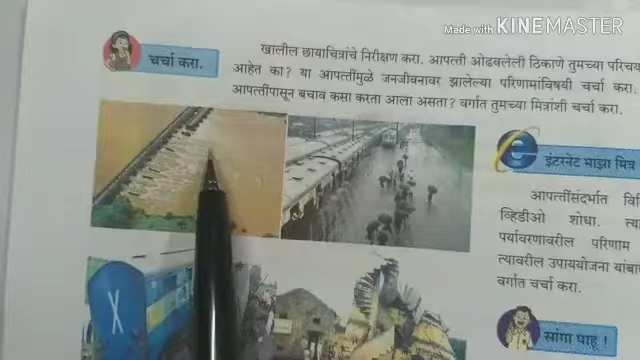 Made with KINEMASTER
चर्चा करा.
खालील छायाचित्रांचे निरीक्षण करा. आपत्ती ओढवलेली ठिकाणे तुमच्या परिचय
आहेत का? या आपत्तींमुळे जनजीवनावर झालेल्या परिणामांविषयी चर्चा करा.
आपत्तींपासून बचाव कसा करता आला असता? वर्गात तुमच्या मित्रांशी चर्चा करा.
इंटरनेट माझा मित्र
आपत्तींसंदर्भात वि
व्हिडीओ शोधा. त्या
पर्यावरणावरील परिणाम
त्यावरील उपाययोजना यांबा
वर्गात चर्चा करा.
सांगा पाहू !
X